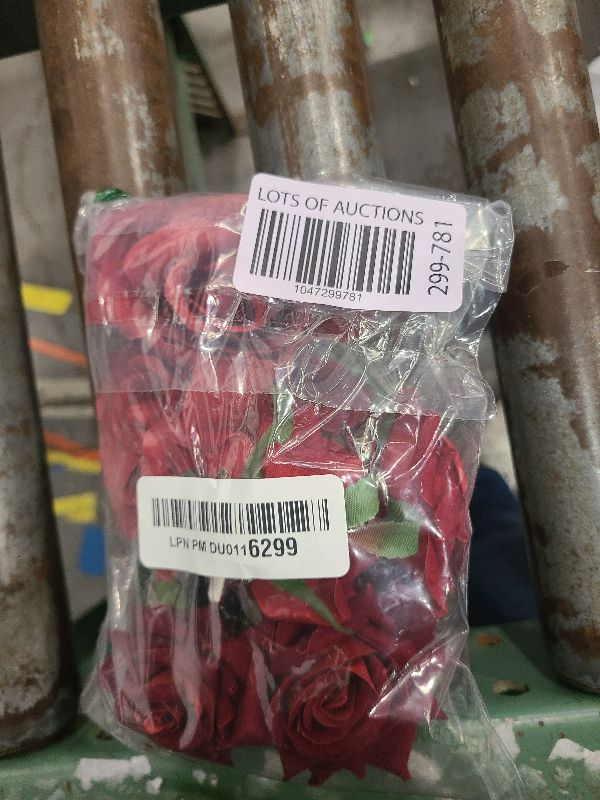 LOTS OF AUCTIONS
1047299781
299-781
LPN PM DU0116299